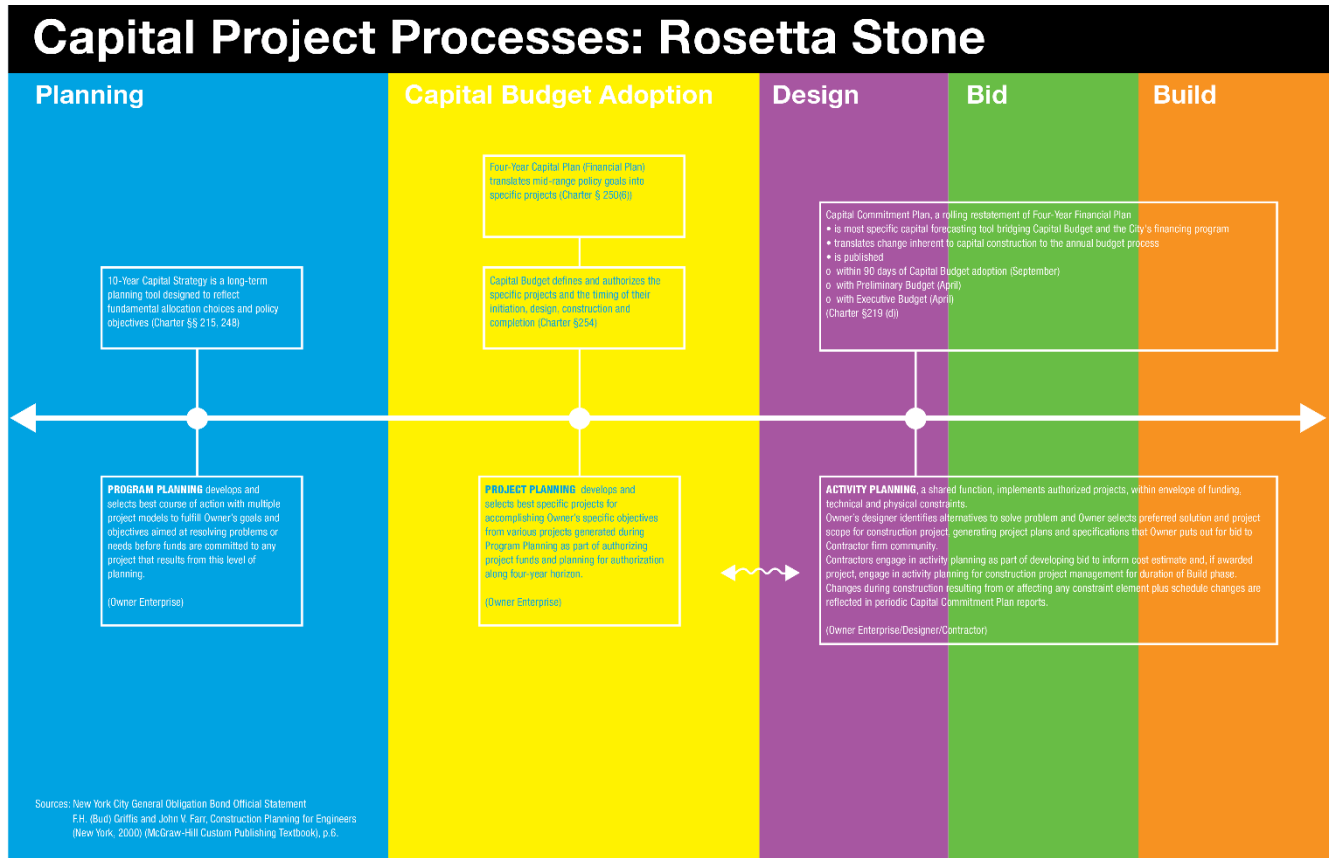 Capital Project Processes: Rosetta Stone
Planning
Capital Budget Adoption
Design
Bid
Build
Four-Year Capital Plan (Financial Plan)
translates mid-range policy goals into
specific projects (Charter § 250(6))
10-Year Capital Strategy is a long-term
planning tool designed to reflect
fundamental allocation choices and policy
objectives (Charter §§ 215, 248)
Capital Budget defines and authorizes the
specific projects and the timing of their
initiation, design, construction and
completion (Charter §254)
Capital Commitment Plan, a rolling restatement of Four-Year Financial Plan
• is most specific capital forecasting tool bridging Capital Budget and the City's financing program
• translates change inherent to capital construction to the annual budget process
• is published
o within 90 days of Capital Budget adoption (September)
o with Preliminary Budget (April)
o with Executive Budget (April)
(Charter §219 (d))
PROGRAM PLANNING develops and
selects best course of action with multiple
project models to fulfill Owner's goals and
objectives aimed at resolving problems or
needs before funds are committed to any
project that results from this level of
planning.
(Owner Enterprise)
PROJECT PLANNING develops and
selects best specific projects for
accomplishing Owner's specific objectives
from various projects generated during
Program Planning as part of authorizing
project funds and planning for authorization
along four-year horizon.
(Owner Enterprise)
ACTIVITY PLANNING, a shared function, implements authorized projects, within envelope of funding,
technical and physical constraints.
Owner's designer identifies alternatives to solve problem and Owner selects preferred solution and project
scope for construction project, generating project plans and specifications that Owner puts out for bid to
Contractor firm community.
Contractors engage in activity planning as part of developing bid to inform cost estimate and, if awarded
project, engage in activity planning for construction project management for duration of Build phase.
Changes during construction resulting from or affecting any constraint element plus schedule changes are
reflected in periodic Capital Commitment Plan reports.
(Owner Enterprise/Designer/Contractor)
Sources: New York City General Obligation Bond Official Statement
F.H. (Bud) Griffis and John V. Farr, Construction Planning for Engineers
(New York, 2000) (McGraw-Hill Custom Publishing Textbook), p.6.